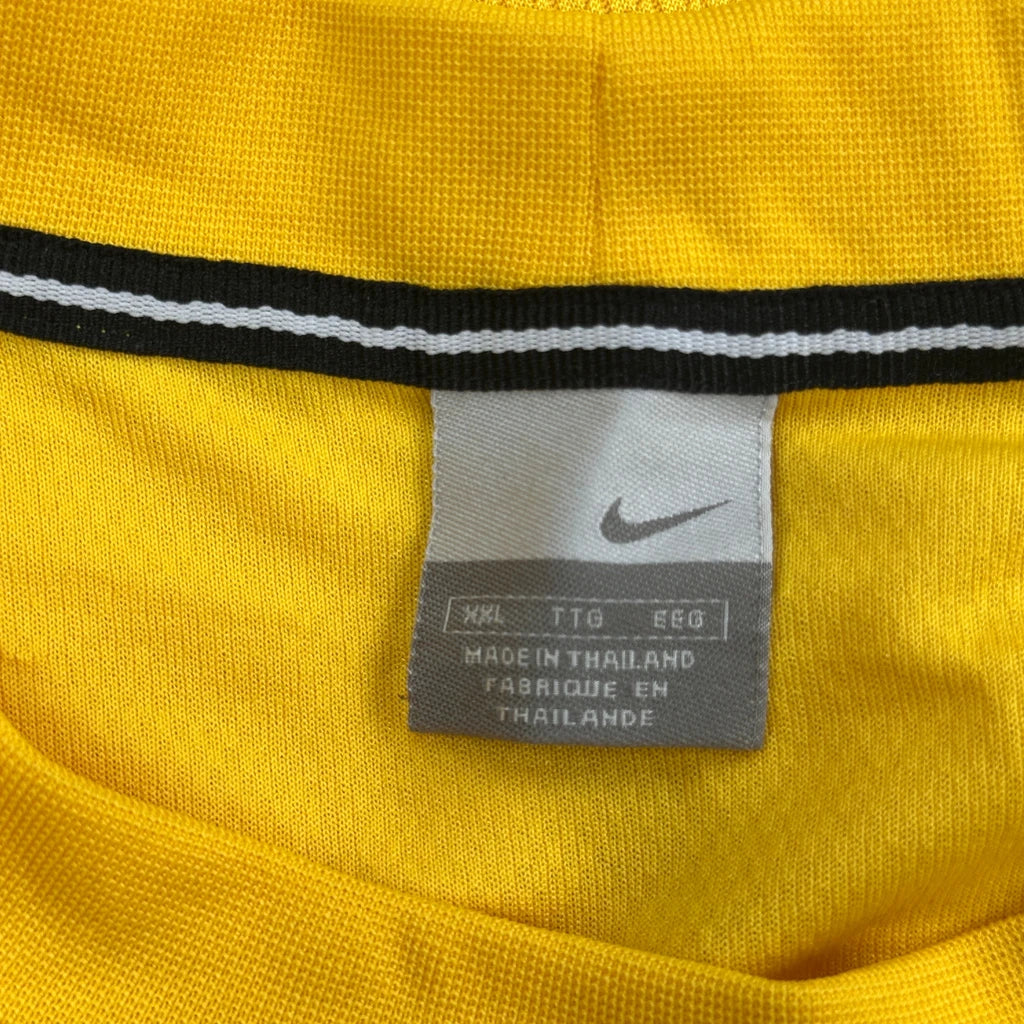 XXL TTG EEG
MADE IN THAILAND
FABRIQUE EN
THAILANDE